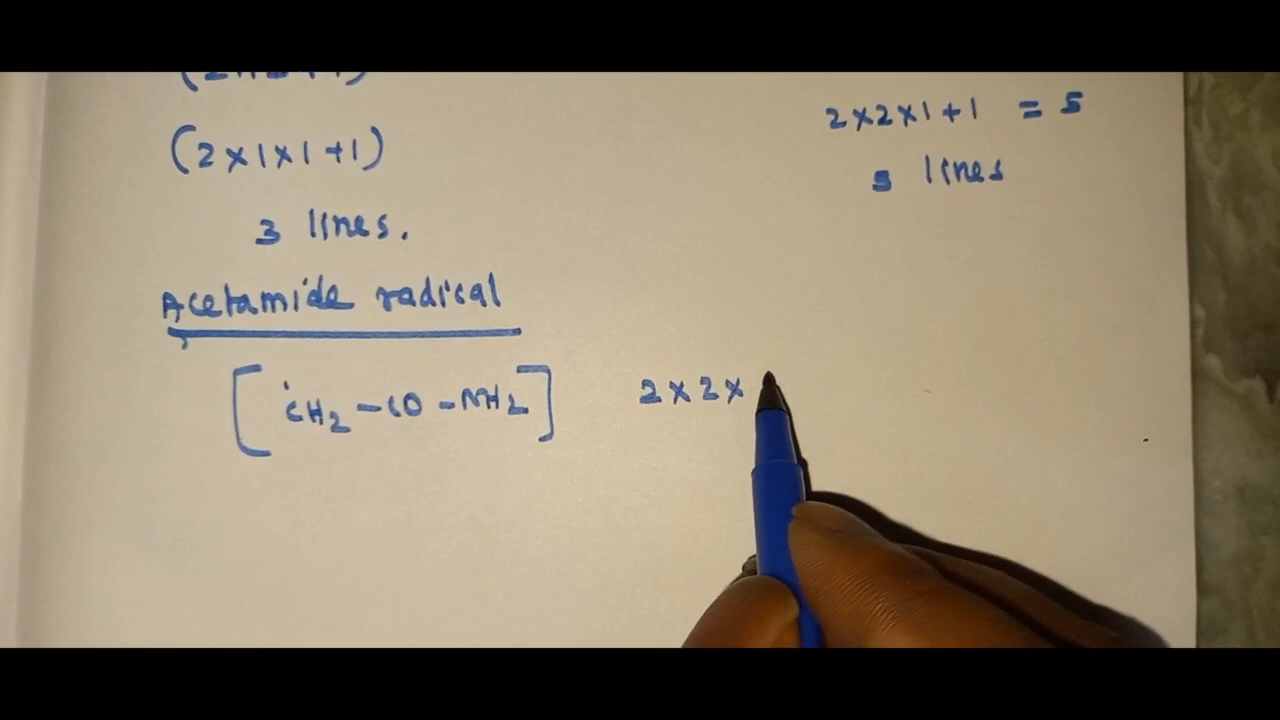 (2×1×1+1)
3 lines.
2×2×1+1 = 5
5 lines
Acetamide radical
[ĊH₂-CO-NH₂]
2×2×